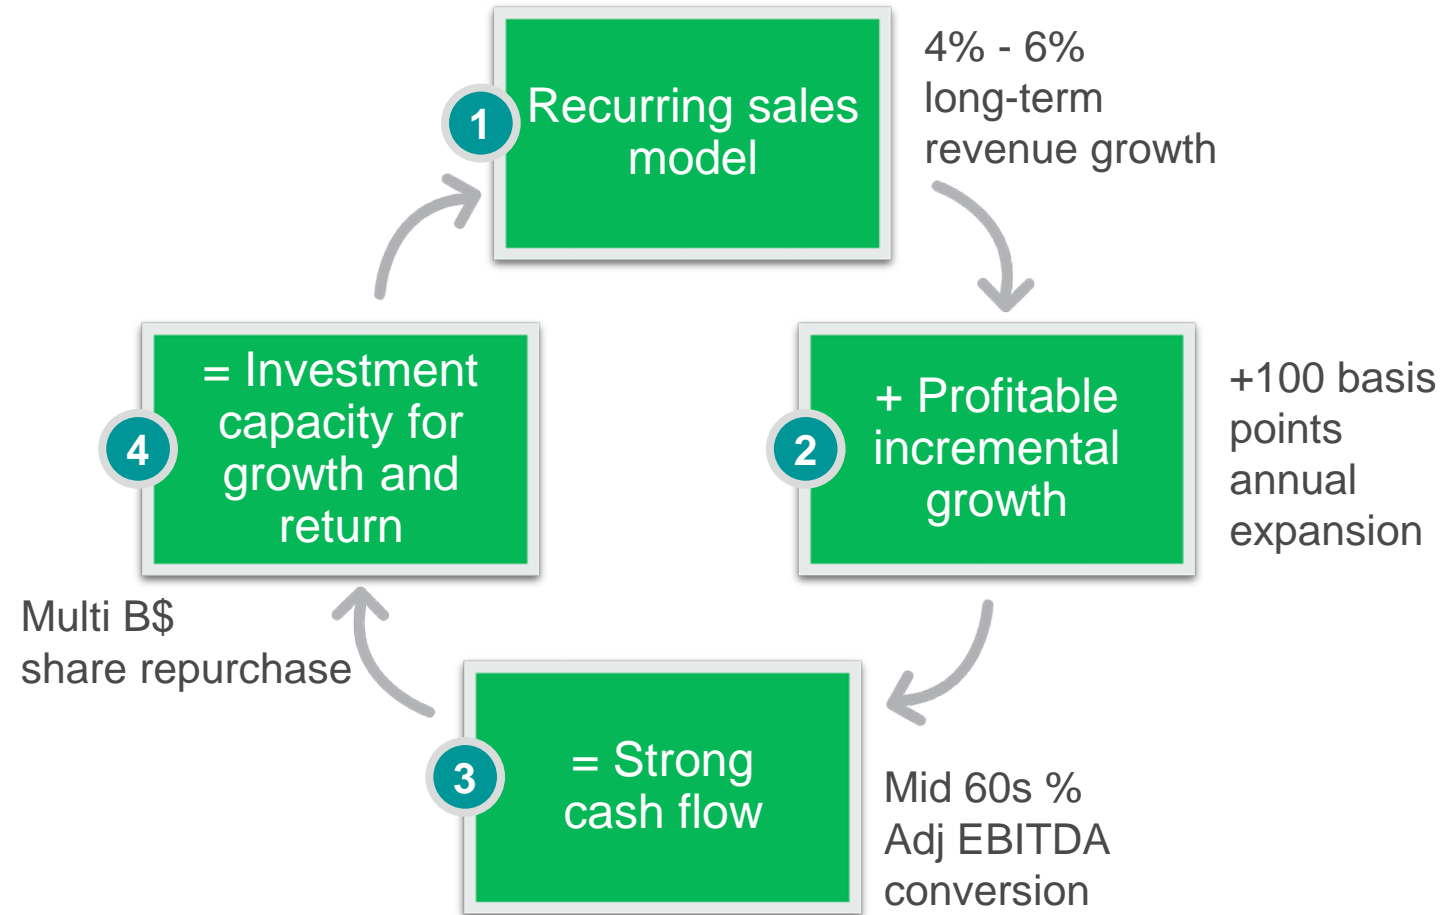 1
Recurring sales
model
4% - 6%
long-term
revenue growth
2
+ Profitable
incremental
growth
+100 basis
points
annual
expansion
3
= Strong
cash flow
Mid 60s %
Adj EBITDA
conversion
4
= Investment
capacity for
growth and
return
Multi B$
share repurchase